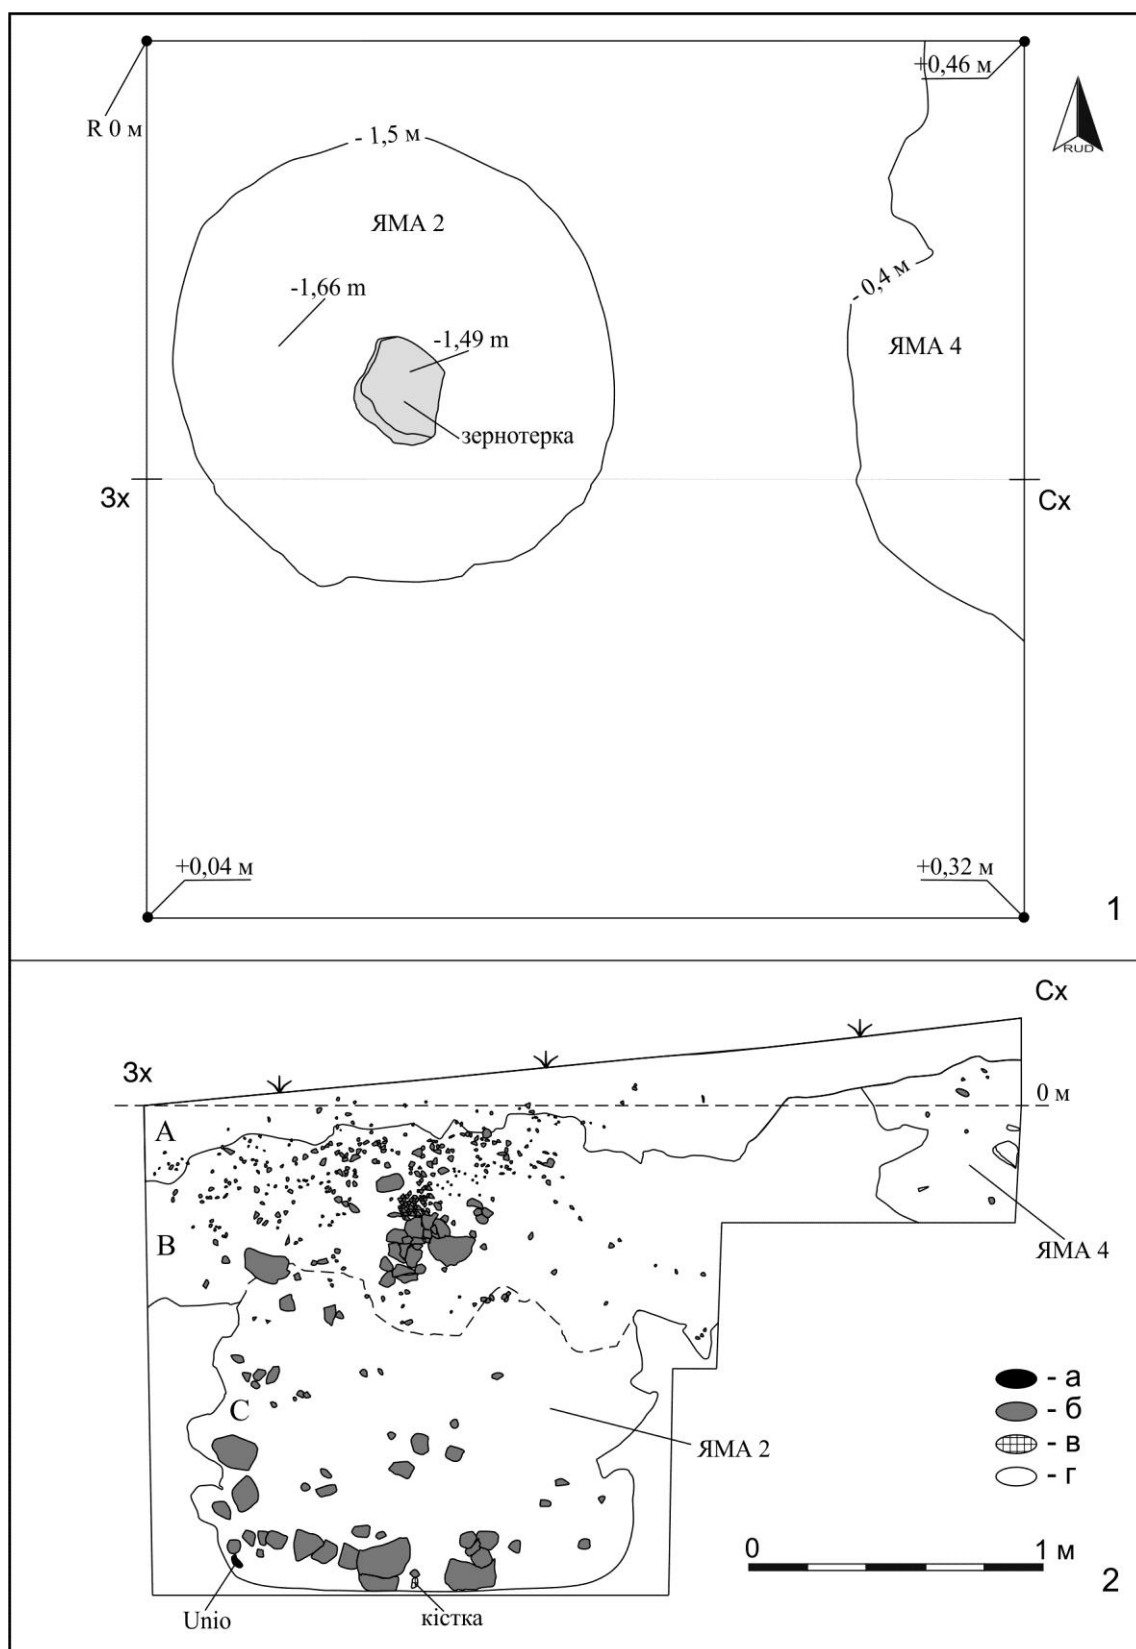 +0,46 м
R 0 м
RUD
- 1,5 м
ЯМА 2
- 0,4 м
-1,66 m
-1,49 m
ЯМА 4
зернотерка
Зх
Сх
+0,04 м
+0,32 м
1
Сх
Зх
0 м
А
В
ЯМА 4
С
ЯМА 2
- а
- б
- в
- г
0
1 м
2
Unio
кістка